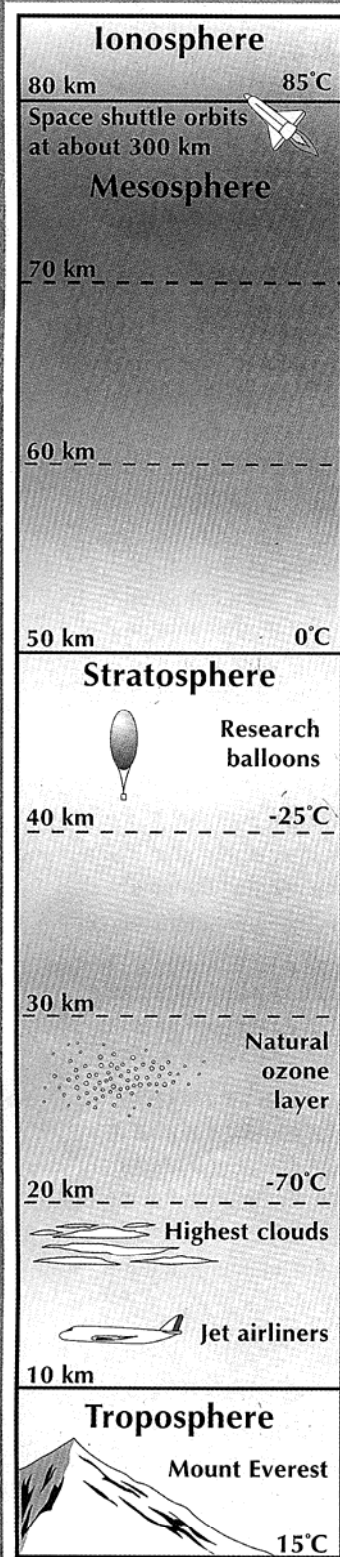 Ionosphere
80 km 85°C
Space shuttle orbits
at about 300 km
Mesosphere
70 km
60 km
50 km 0°C
Stratosphere
Research
balloons
40 km -25°C
30 km
Natural
ozone
layer
20 km -70°C
Highest clouds
Jet airliners
10 km
Troposphere
Mount Everest
15°C